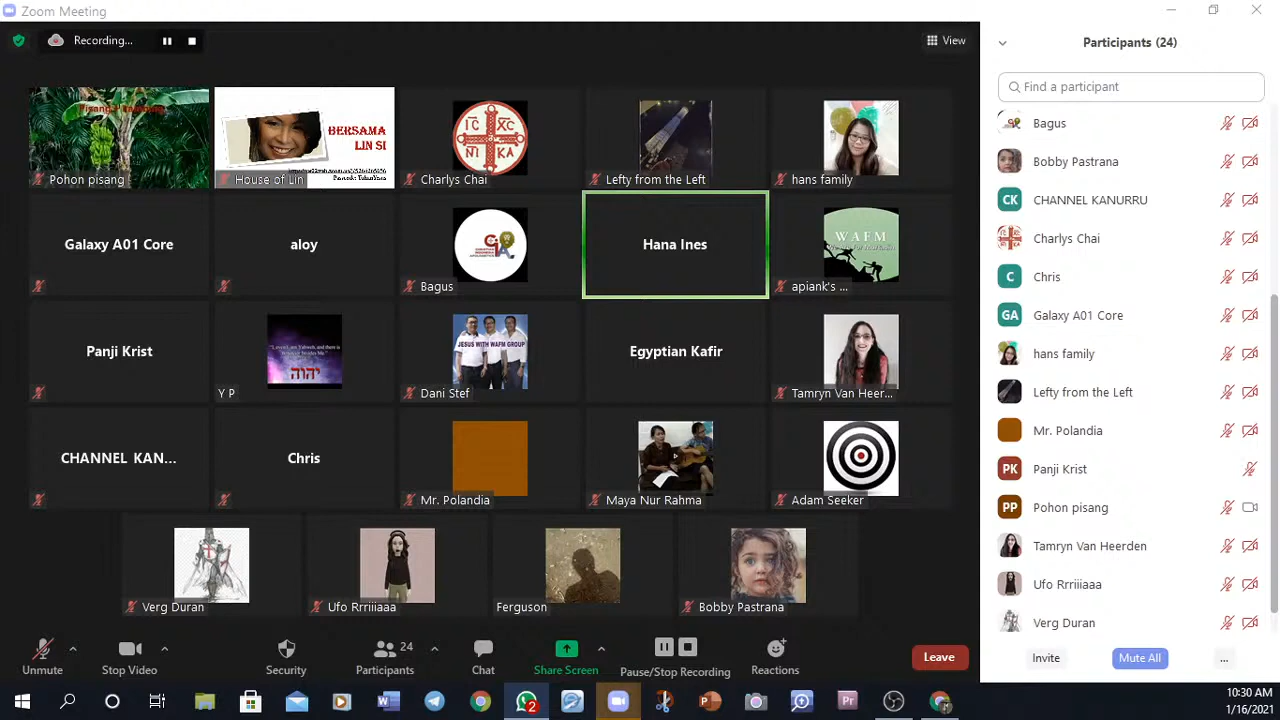 Zoom Meeting
Recording...
View
Participants (24)
Find a participant
Pohon pisang
BERSAMA
LIN SI
House of Lin
IC XC
NI KA
Charlys Chai
Lefty from the Left
hans family
Galaxy A01 Core
aloy
Bagus
Hana Ines
WAFM
apiank's ...
Panji Krist
יהוה
Y P
JESUS WITH WAFM GROUP
Dani Stef
Egyptian Kafir
Tamryn Van Heer...
CHANNEL KAN...
Chris
Mr. Polandia
Maya Nur Rahma
Adam Seeker
Verg Duran
Ufo Rrriiiaaa
Ferguson
Bobby Pastrana
Bagus
Bobby Pastrana
CK CHANNEL KANURRU
Charlys Chai
C Chris
GA Galaxy A01 Core
hans family
Lefty from the Left
Mr. Polandia
PK Panji Krist
PP Pohon pisang
Tamryn Van Heerden
Ufo Rrriiiaaa
Verg Duran
Invite
Mute All
...
Unmute
Stop Video
Security
24
Participants
Chat
Share Screen
Pause/Stop Recording
Reactions
Leave
2
10:30 AM
1/16/2021